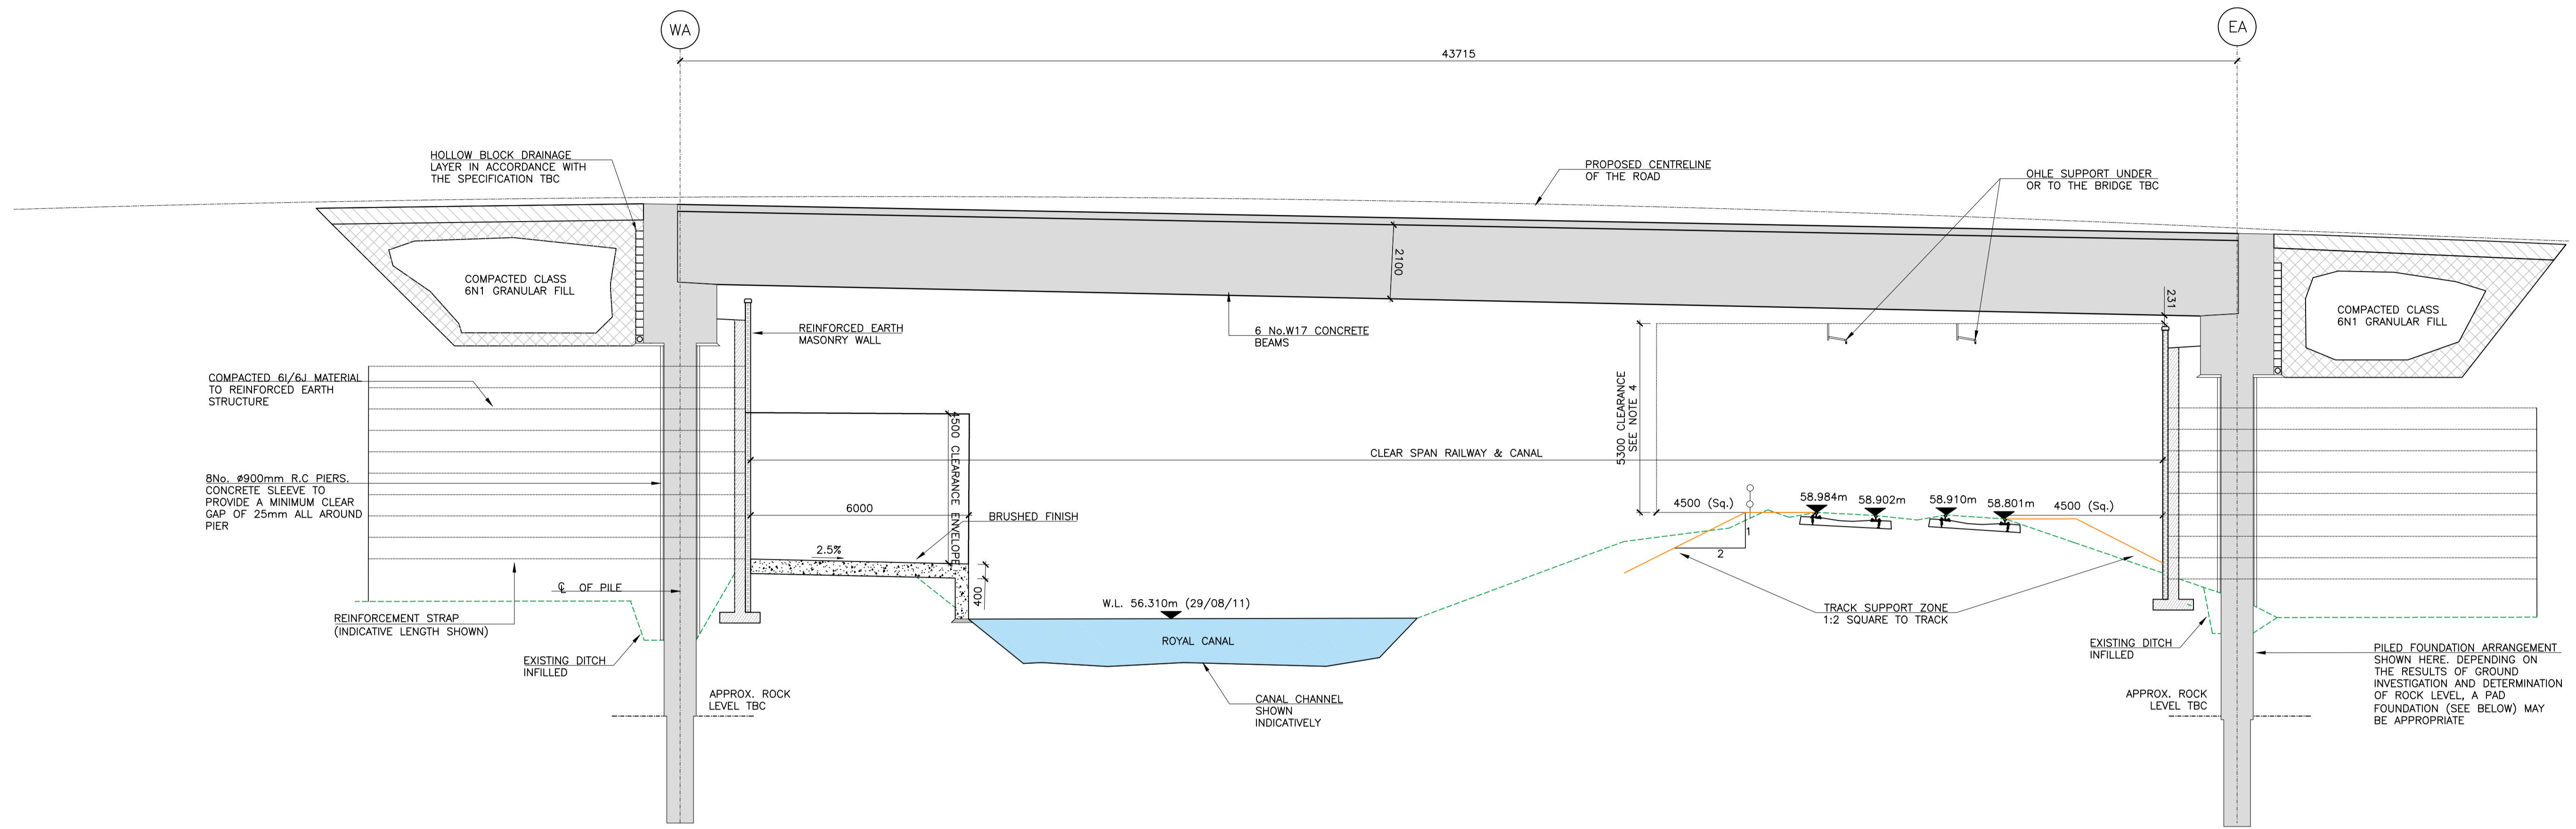 WA
EA
43715
HOLLOW BLOCK DRAINAGE
LAYER IN ACCORDANCE WITH
THE SPECIFICATION TBC
PROPOSED CENTRELINE
OF THE ROAD
OHLE SUPPORT UNDER
OR TO THE BRIDGE TBC
COMPACTED CLASS
6N1 GRANULAR FILL
2100
231
COMPACTED CLASS
6N1 GRANULAR FILL
REINFORCED EARTH
MASONRY WALL
6 No.W17 CONCRETE
BEAMS
COMPACTED 6I/6J MATERIAL
TO REINFORCED EARTH
STRUCTURE
5300 CLEARANCE
SEE NOTE 4
4500 CLEARANCE ENVELOPE
CLEAR SPAN RAILWAY & CANAL
8No. Ø900mm R.C PIERS.
CONCRETE SLEEVE TO
PROVIDE A MINIMUM CLEAR
GAP OF 25mm ALL AROUND
PIER
6000
BRUSHED FINISH
4500 (Sq.)
58.984m
58.902m
58.910m
58.801m
4500 (Sq.)
1
2
2.5%
400
℄ OF PILE
W.L. 56.310m (29/08/11)
TRACK SUPPORT ZONE
1:2 SQUARE TO TRACK
REINFORCEMENT STRAP
(INDICATIVE LENGTH SHOWN)
ROYAL CANAL
EXISTING DITCH
INFILLED
EXISTING DITCH
INFILLED
PILED FOUNDATION ARRANGEMENT
SHOWN HERE. DEPENDING ON
THE RESULTS OF GROUND
INVESTIGATION AND DETERMINATION
OF ROCK LEVEL, A PAD
FOUNDATION (SEE BELOW) MAY
BE APPROPRIATE
APPROX. ROCK
LEVEL TBC
CANAL CHANNEL
SHOWN
INDICATIVELY
APPROX. ROCK
LEVEL TBC